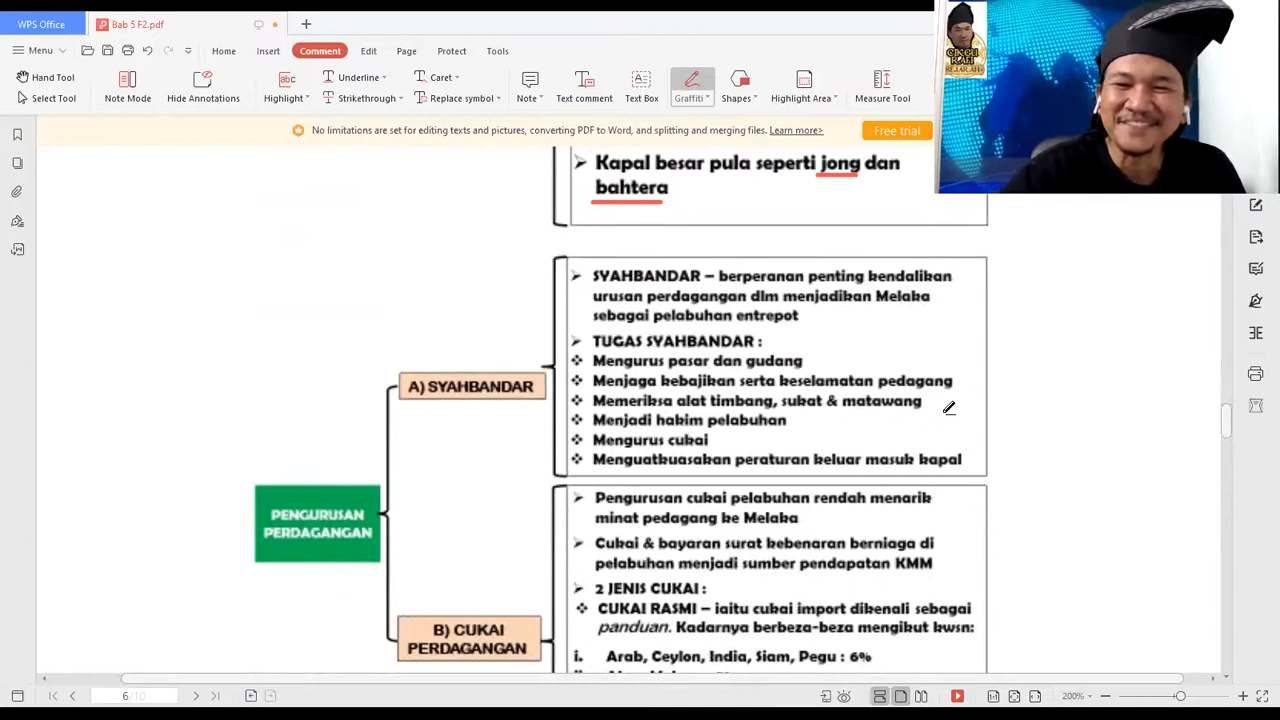 WPS Office
Bab 5 F2.pdf
Menu
Home
Insert
Comment
Edit
Page
Protect
Tools
Hand Tool
Select Tool
Note Mode
Hide Annotations
Highlight
Underline
Strikethrough
Caret
Replace symbol
Note
Text comment
Text Box
Graffiti
Shapes
Highlight Area
Measure Tool
No limitations are set for editing texts and pictures, converting PDF to Word, and splitting and merging files. Learn more>
Free trial
CIKGU
RAFI
SEJARAH
Kapal besar pula seperti jong dan
bahtera
PENGURUSAN
PERDAGANGAN
A) SYAHBANDAR
SYAHBANDAR – berperanan penting kendalikan
urusan perdagangan dlm menjadikan Melaka
sebagai pelabuhan entrepot
TUGAS SYAHBANDAR :
Mengurus pasar dan gudang
Menjaga kebajikan serta keselamatan pedagang
Memeriksa alat timbang, sukat & matawang
Menjadi hakim pelabuhan
Mengurus cukai
Menguatkuasakan peraturan keluar masuk kapal
B) CUKAI
PERDAGANGAN
Pengurusan cukai pelabuhan rendah menarik
minat pedagang ke Melaka
Cukai & bayaran surat kebenaran berniaga di
pelabuhan menjadi sumber pendapatan KMM
2 JENIS CUKAI :
CUKAI RASMI – iaitu cukai import dikenali sebagai
panduan. Kadarnya berbeza-beza mengikut kwsn:
i. Arab, Ceylon, India, Siam, Pegu : 6%
6/10
200%